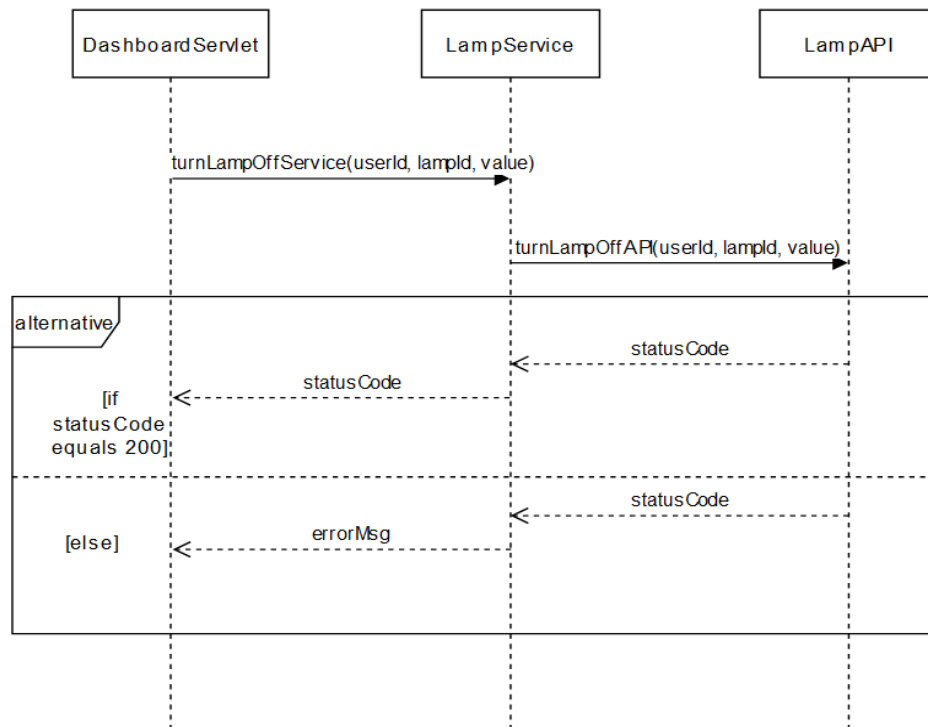 DashboardServlet
LampService
LampAPI
turnLampOffService(userId, lampId, value)
turnLampOffAPI(userId, lampId, value)
alternative
statusCode
statusCode
[if
statusCode
equals 200]
statusCode
errorMsg
[else]